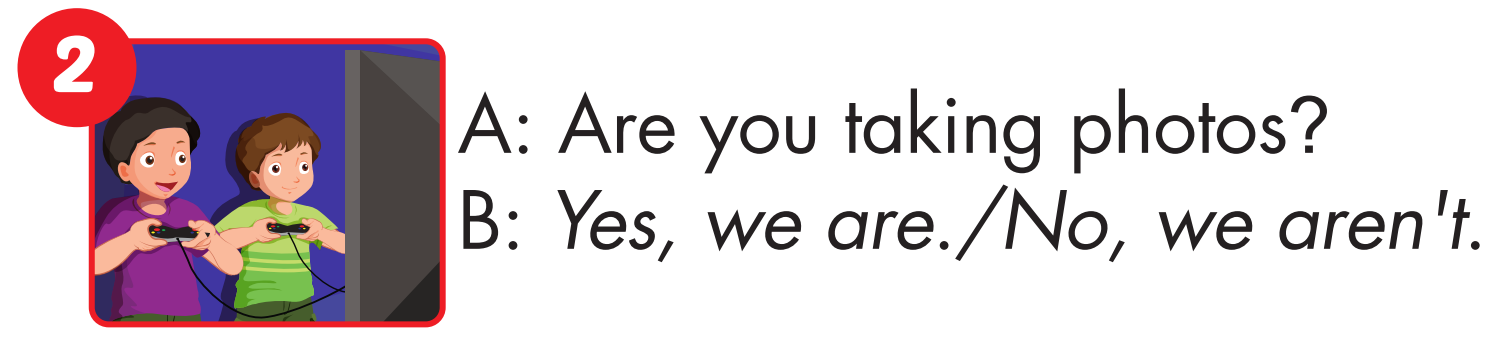 2
A: Are you taking photos?
B: Yes, we are./No, we aren't.